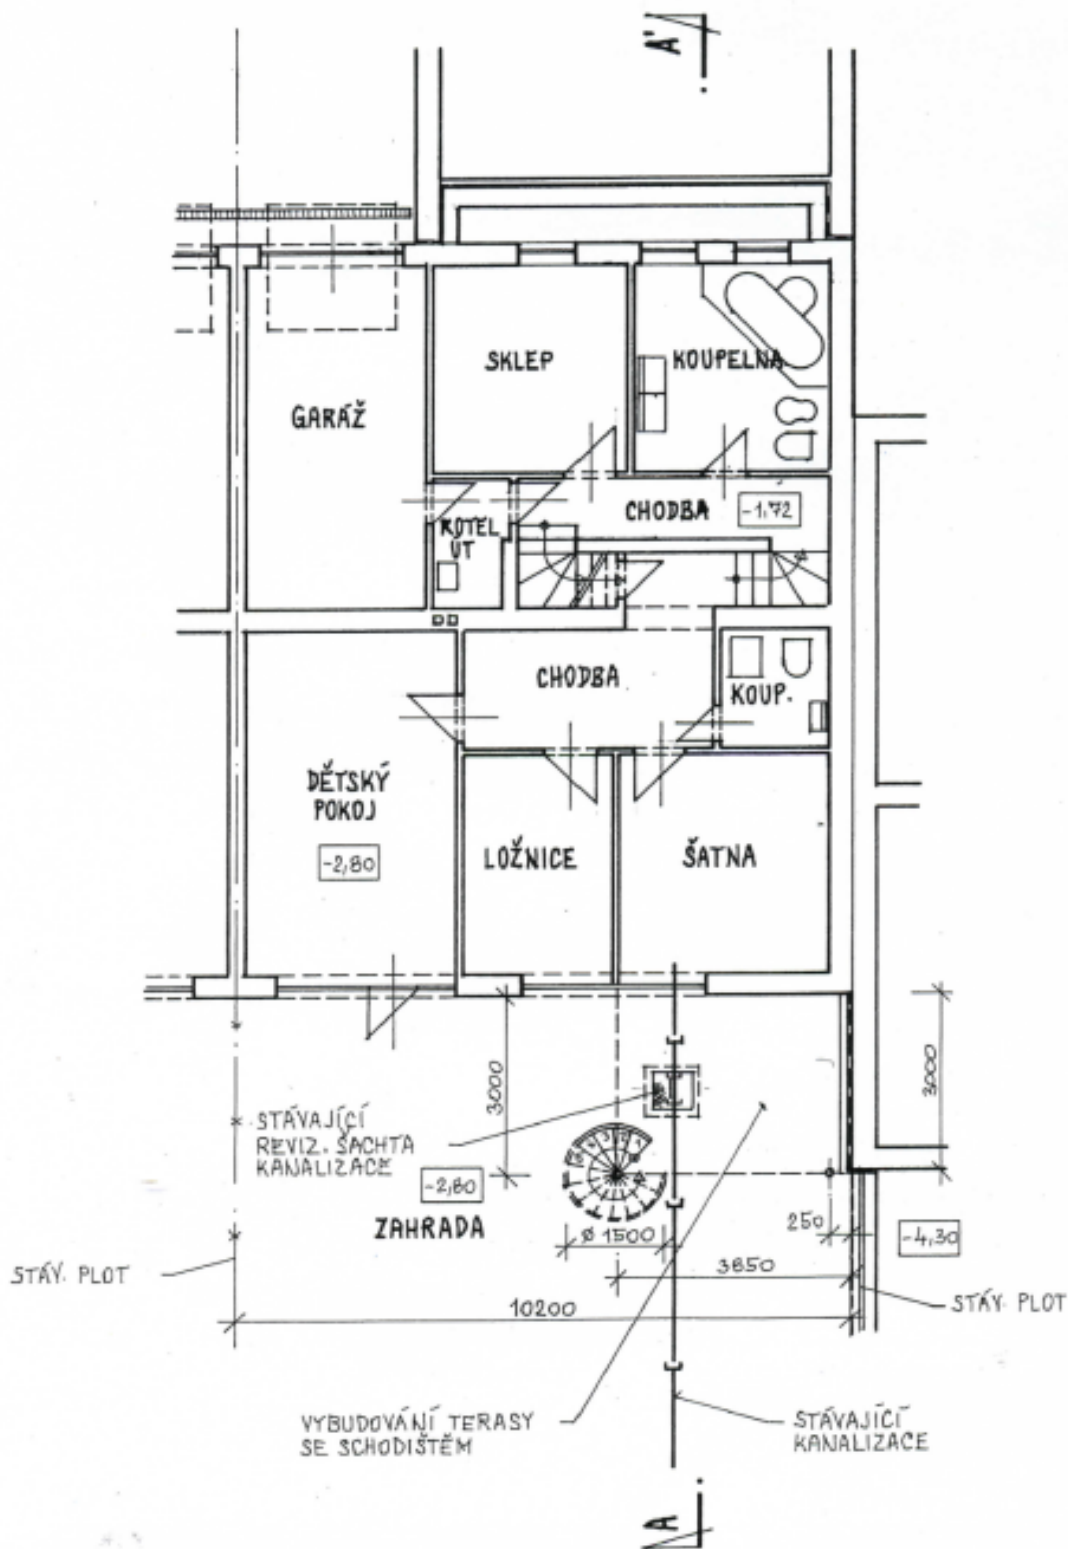 A'
SKLEP
KOUPELNA
GARÁŽ
CHODBA
-1,72
KOTEL
ÚT
CHODBA
KOUP.
DĚTSKÝ
POKOJ
-2,80
LOŽNICE
ŠATNA
3000
3000
STÁVAJÍCÍ
REVIZ. ŠACHTA
KANALIZACE
-2,80
ZAHRADA
Ø 1500
250
-4,30
3850
STÁV. PLOT
10200
STÁV. PLOT
VYBUDOVÁNÍ TERASY
SE SCHODIŠTĚM
STÁVAJÍCÍ
KANALIZACE
A